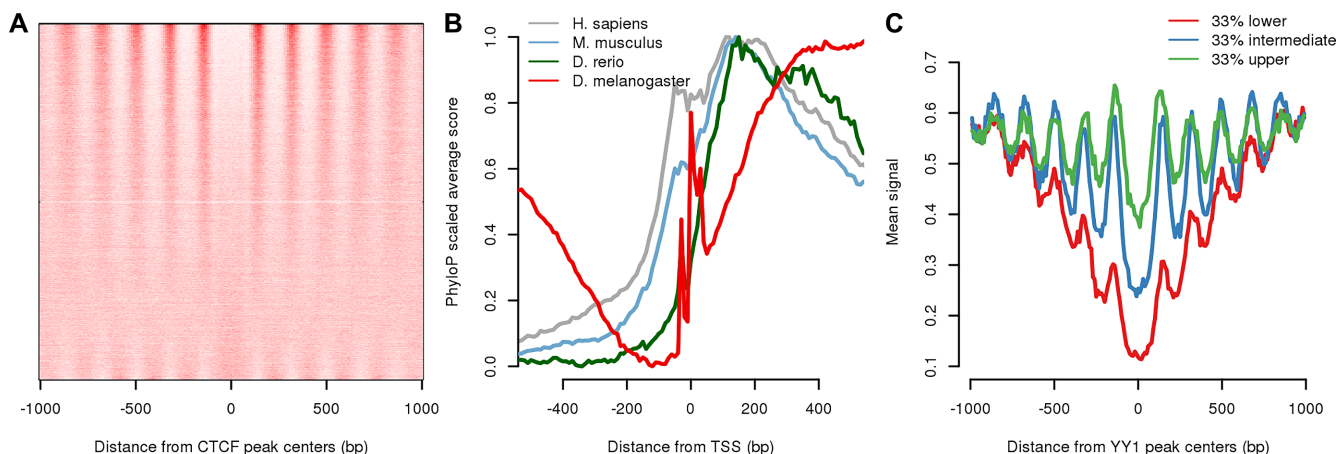 A
-1000 -500 0 500 1000
Distance from CTCF peak centers (bp)
B
H. sapiens
M. musculus
D. rerio
D. melanogaster
PhyloP scaled average score
1.0
0.8
0.6
0.4
0.2
0.0
-400 -200 0 200 400
Distance from TSS (bp)
C
33% lower
33% intermediate
33% upper
Mean signal
0.7
0.6
0.5
0.4
0.3
0.2
0.1
-1000 -500 0 500 1000
Distance from YY1 peak centers (bp)